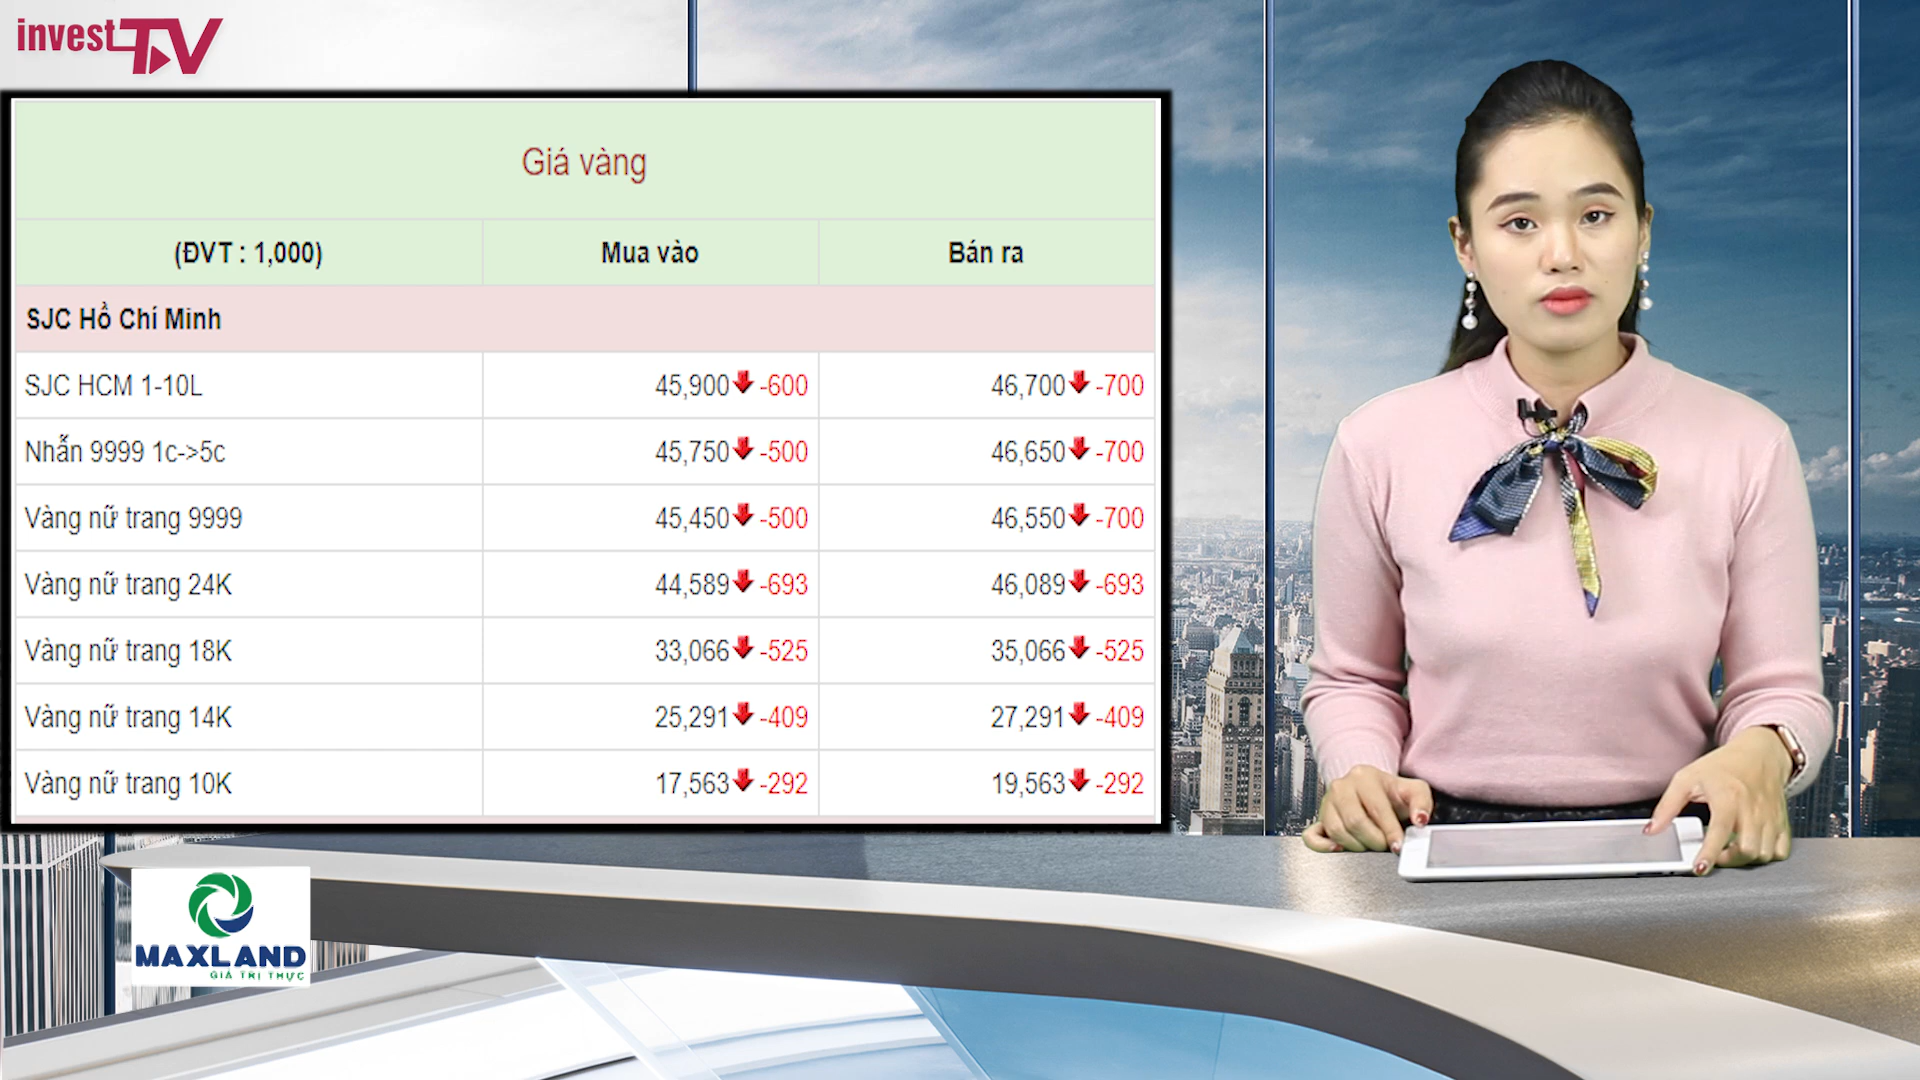 invest TV
Giá vàng
(ĐVT : 1,000) Mua vào Bán ra
SJC Hồ Chí Minh
SJC HCM 1-10L 45,900 -600 46,700 -700
Nhẫn 9999 1c->5c 45,750 -500 46,650 -700
Vàng nữ trang 9999 45,450 -500 46,550 -700
Vàng nữ trang 24K 44,589 -693 46,089 -693
Vàng nữ trang 18K 33,066 -525 35,066 -525
Vàng nữ trang 14K 25,291 -409 27,291 -409
Vàng nữ trang 10K 17,563 -292 19,563 -292
MAXLAND
GIÁ TRỊ THỰC